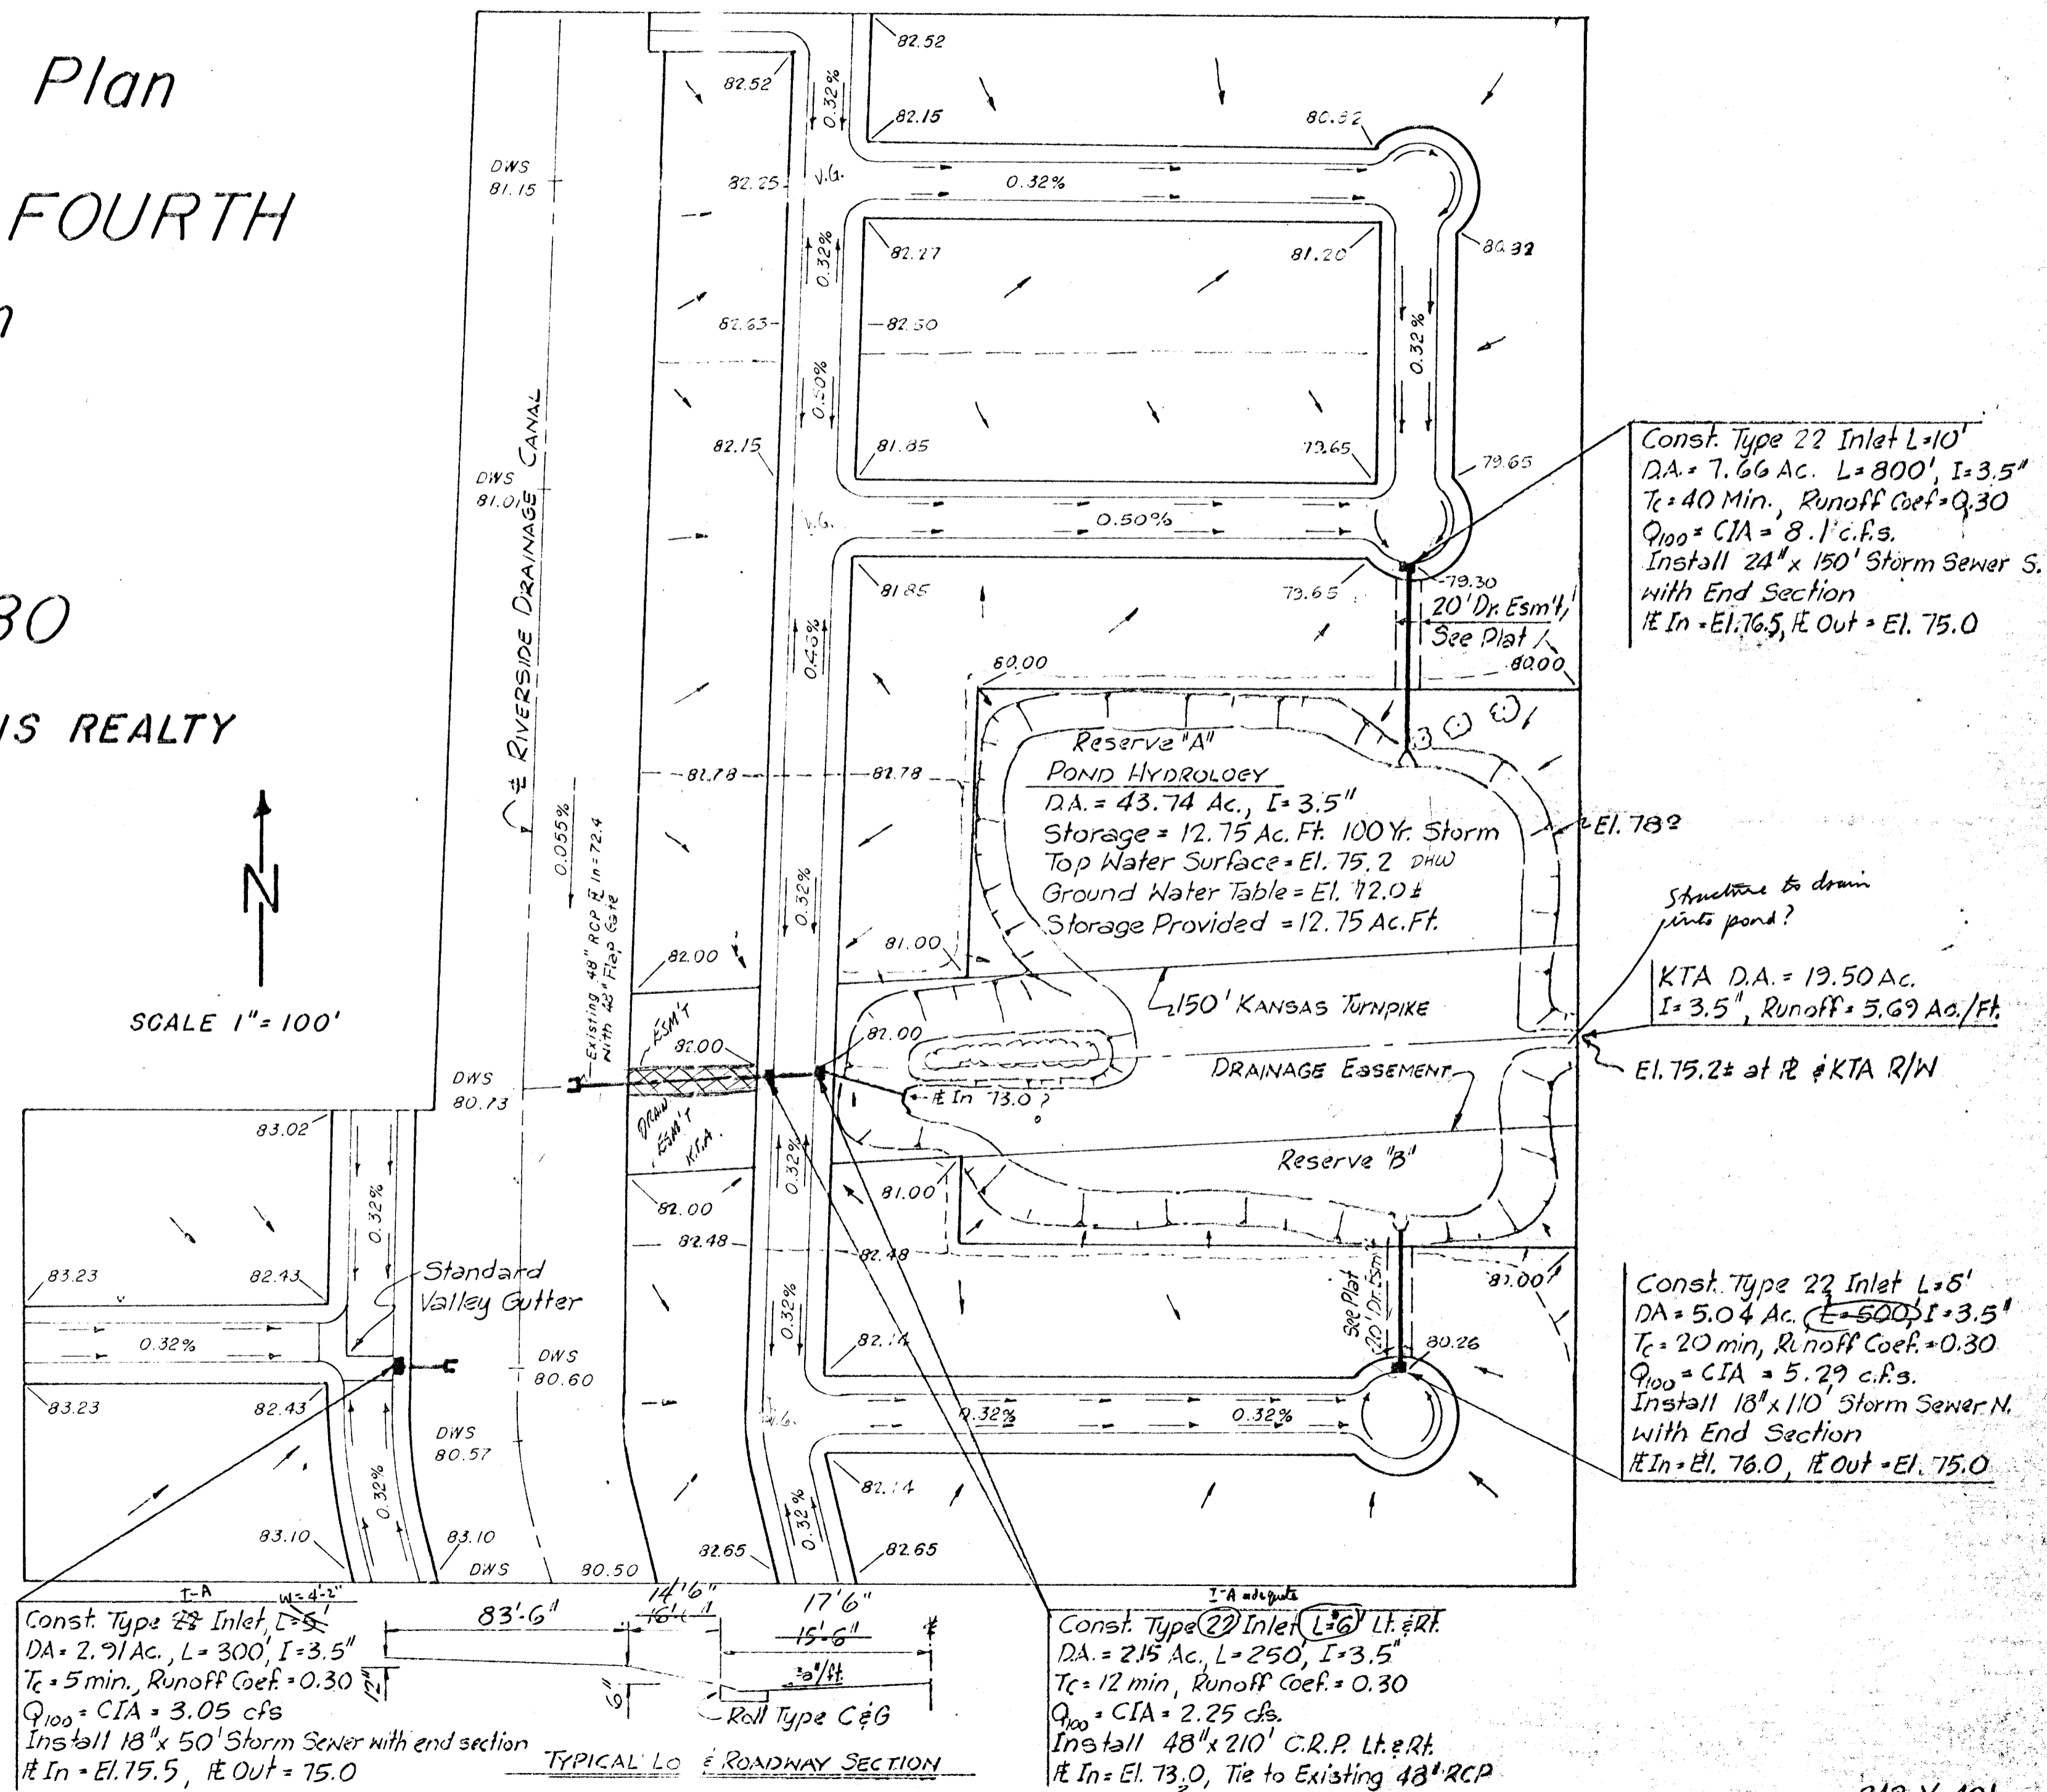 Plan
FOURTH
30
REALTY
SCALE 1"= 100'
N
82.52
82.52
0.32%
82.15
80.32
DWS
81.15
82.25
V.G.
0.32%
82.27
81.20
80.32
0.32%
82.63
82.50
0.32%
0.50%
℄ RIVERSIDE DRAINAGE CANAL
82.15
81.85
79.65
79.65
DWS
81.01
V.G.
0.50%
81.85
79.65
79.30
20' Dr. Esm't,
See Plat
80.00
80.00
Const. Type 22 Inlet L=10'
D.A. = 7.66 Ac. L=800', I=3.5"
Tc=40 Min., Runoff Coef=0.30
Q100 = CIA = 8.1 c.f.s.
Install 24" x 150' Storm Sewer S.
with End Section
℄ In = El. 76.5, ℄ Out = El. 75.0
82.78
82.78
0.055%
Existing 48" RCP ℄ In=72.4
With 48" Flap Gate
0.32%
Reserve "A"
POND HYDROLOGY
D.A. = 43.74 Ac., I=3.5"
Storage = 12.75 Ac. Ft. 100 Yr. Storm
Top Water Surface = El. 75.2 DHW
Ground Water Table = El. 72.0±
Storage Provided = 12.75 Ac. Ft.
El. 78
Structure to drain
into pond?
KTA D.A. = 19.50 Ac.
I=3.5", Runoff = 5.69 Ac./Ft.
El. 75.2± at ℄ & KTA R/W
82.00
81.00
150' KANSAS TURNPIKE
DRAINAGE EASEMENT
ESM'T
82.00
82.00
DWS
80.73
℄ In 73.0?
DRAIN
ESM'T
K.T.A.
0.32%
Reserve "B"
82.00
81.00
82.48
82.48
83.02
0.32%
83.23
82.43
Standard
Valley Gutter
0.32%
83.23
82.43
DWS
80.60
DWS
80.57
0.32%
82.14
See Plat
20' Dr. Esm't
81.00
80.26
0.32%
0.32%
82.14
0.32%
83.10
83.10
0.32%
82.65
82.65
DWS
80.50
Const. Type 22 Inlet L=5'
DA = 5.04 Ac. L=500', I=3.5"
Tc = 20 min, Runoff Coef. = 0.30
Q100 = CIA = 5.29 c.f.s.
Install 18" x 110' Storm Sewer N.
with End Section
℄ In = El. 76.0, ℄ Out = El. 75.0
I-A W=4'-2"
Const. Type 22 Inlet, L=5'
DA = 2.91 Ac., L=300', I=3.5"
Tc = 5 min., Runoff Coef. = 0.30
Q100 = CIA = 3.05 cfs
Install 18" x 50' Storm Sewer with end section
℄ In = El. 75.5, ℄ Out = 75.0
83'-6"
14'6"
17'6"
15'-6"
12"
6"
Roll Type C&G
TYPICAL LO & ROADWAY SECTION
I-A adequate
Const. Type 22 Inlet L=6' Lt. & Rt.
D.A. = 2.15 Ac., L=250', I=3.5"
Tc = 12 min, Runoff Coef. = 0.30
Q100 = CIA = 2.25 cfs.
Install 48" x 210' C.R.P. Lt. & Rt.
℄ In = El. 73.0, Tie to Existing 48" RCP